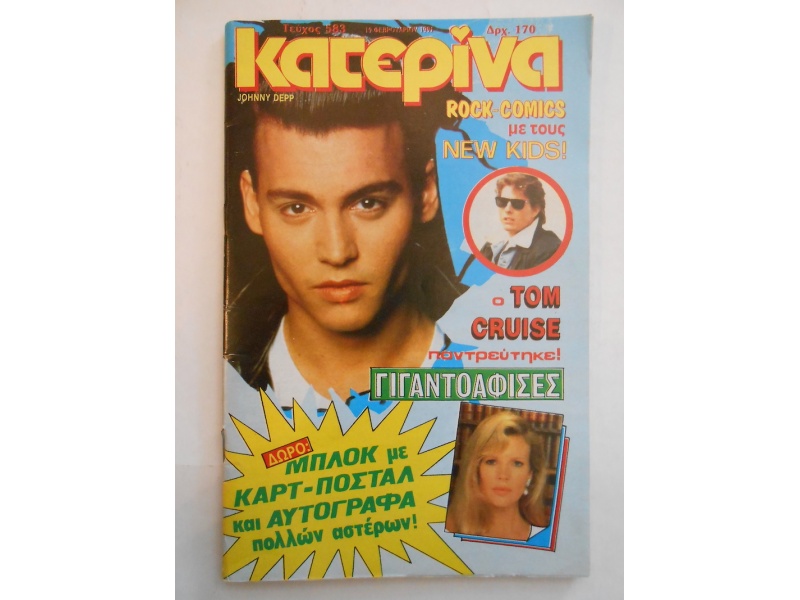 Τεύχος 583
Δρχ. 170
κατερίνα
JOHNNY DEPP
ROCK-COMICS
με τους
NEW KIDS!
ο TOM
CRUISE
παντρεύτηκε!
ΓΙΓΑΝΤΟΑΦΙΣΕΣ
ΔΩΡΟ:
ΜΠΛΟΚ με
ΚΑΡΤ-ΠΟΣΤΑΛ
και ΑΥΤΟΓΡΑΦΑ
πολλών αστέρων!